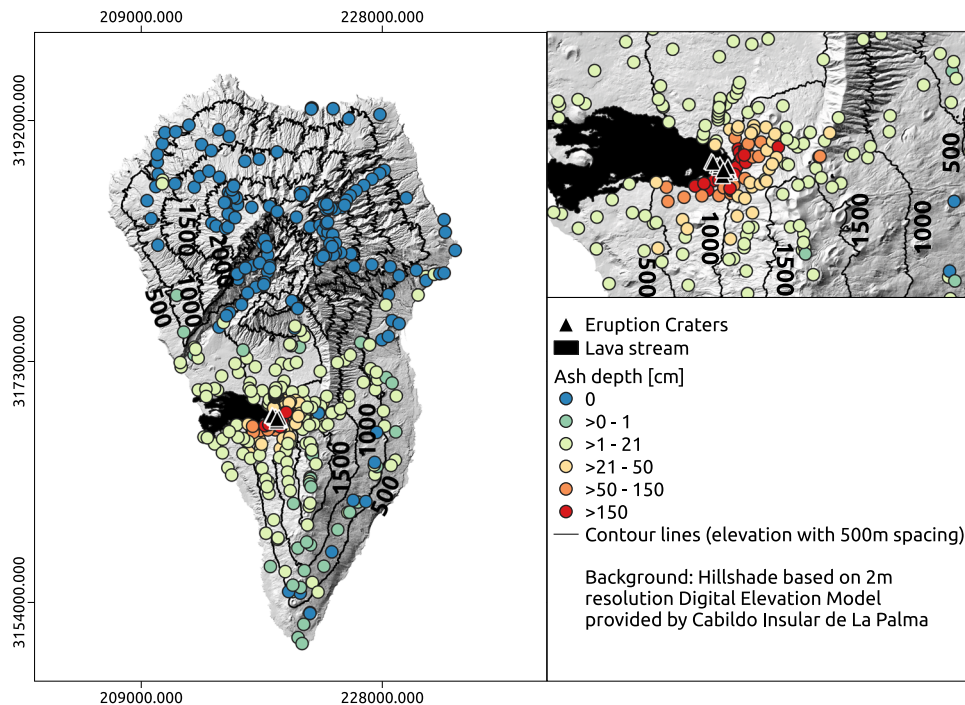 209000.000
228000.000
3192000.000
3173000.000
3154000.000
1500
2000
1000
500
1000
1500
500
209000.000
228000.000
500
1500
1000
1000
500
1500
Eruption Craters
Lava stream
Ash depth [cm]
0
>0 - 1
>1 - 21
>21 - 50
>50 - 150
>150
Contour lines (elevation with 500m spacing)
Background: Hillshade based on 2m
resolution Digital Elevation Model
provided by Cabildo Insular de La Palma